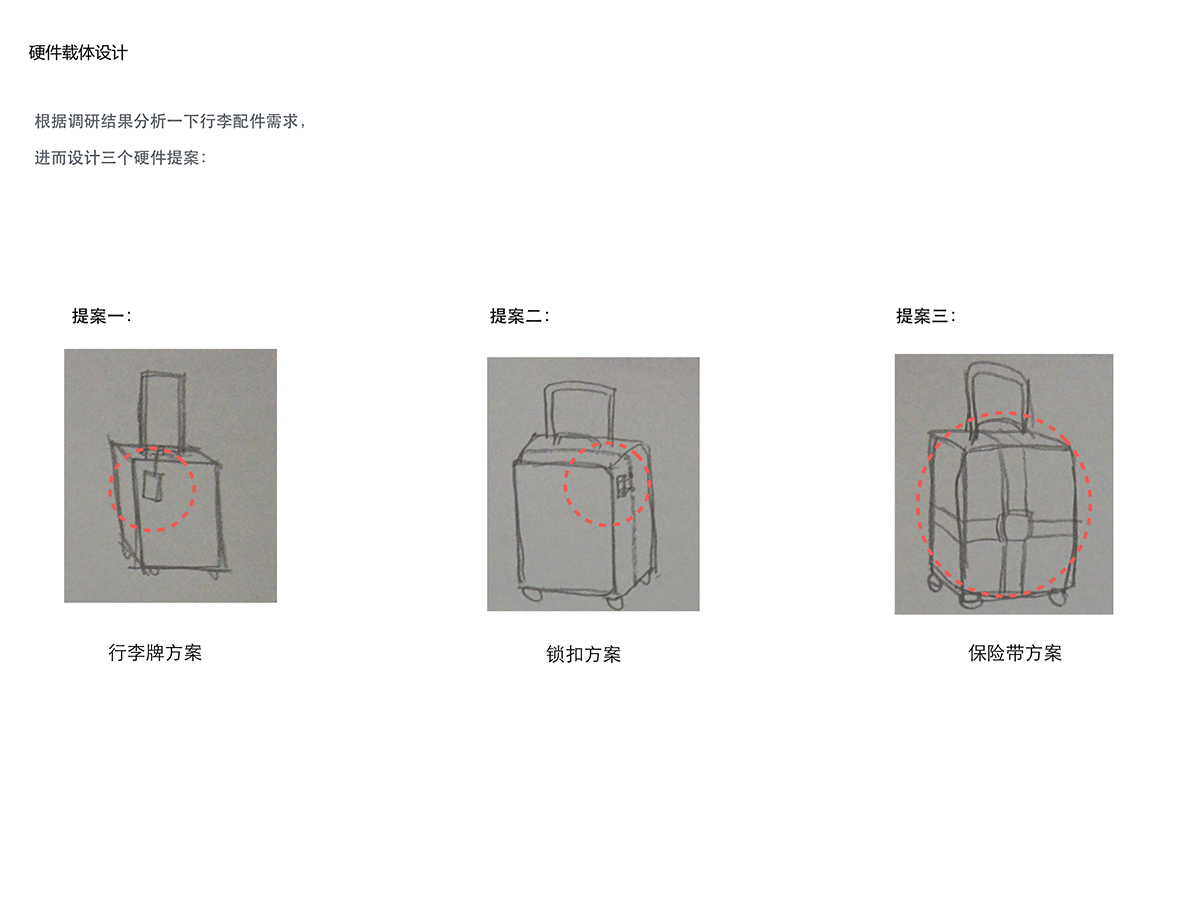 硬件载体设计
根据调研结果分析一下行李配件需求，
进而设计三个硬件提案：
提案一：
提案二：
提案三：
行李牌方案
锁扣方案
保险带方案